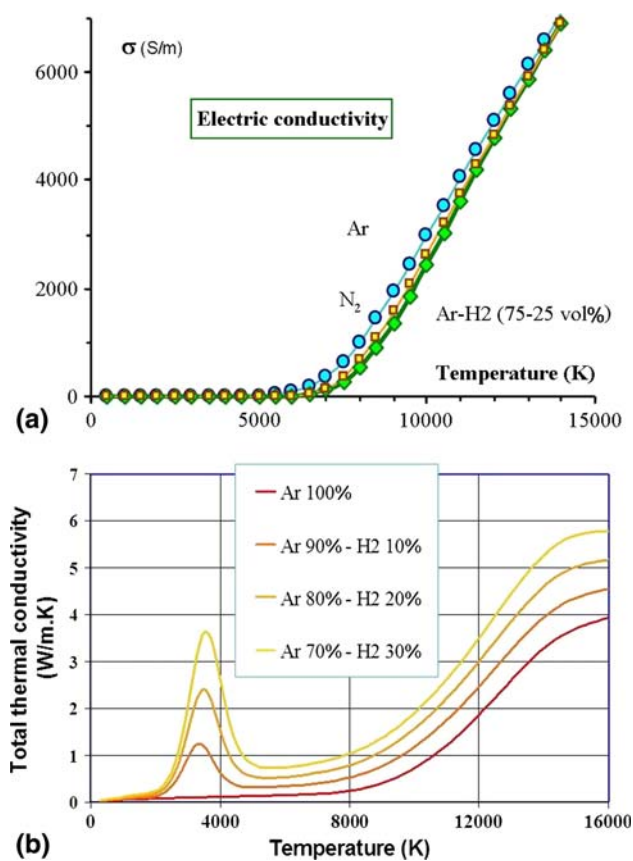 σ (S/m)
6000
Electric conductivity
4000
Ar
2000
N2
Ar-H2 (75-25 vol%)
Temperature (K)
0
0
5000
10000
15000
(a)
7
6
5
4
3
2
1
0
Total thermal conductivity
(W/m.K)
Ar 100%
Ar 90% - H2 10%
Ar 80% - H2 20%
Ar 70% - H2 30%
0
4000
8000
12000
16000
Temperature (K)
(b)